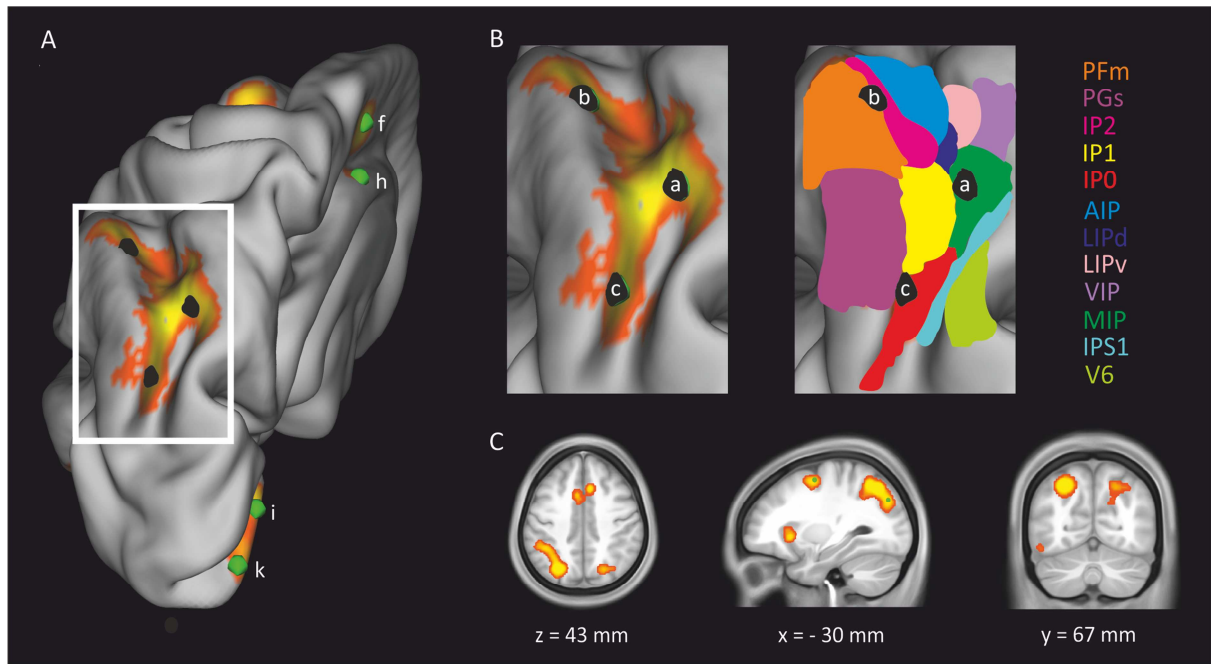 A
f
h
i
k
B
b
a
c
b
a
c
PFm
PGs
IP2
IP1
IP0
AIP
LIPd
LIPv
VIP
MIP
IPS1
V6
C
z = 43 mm
x = - 30 mm
y = 67 mm